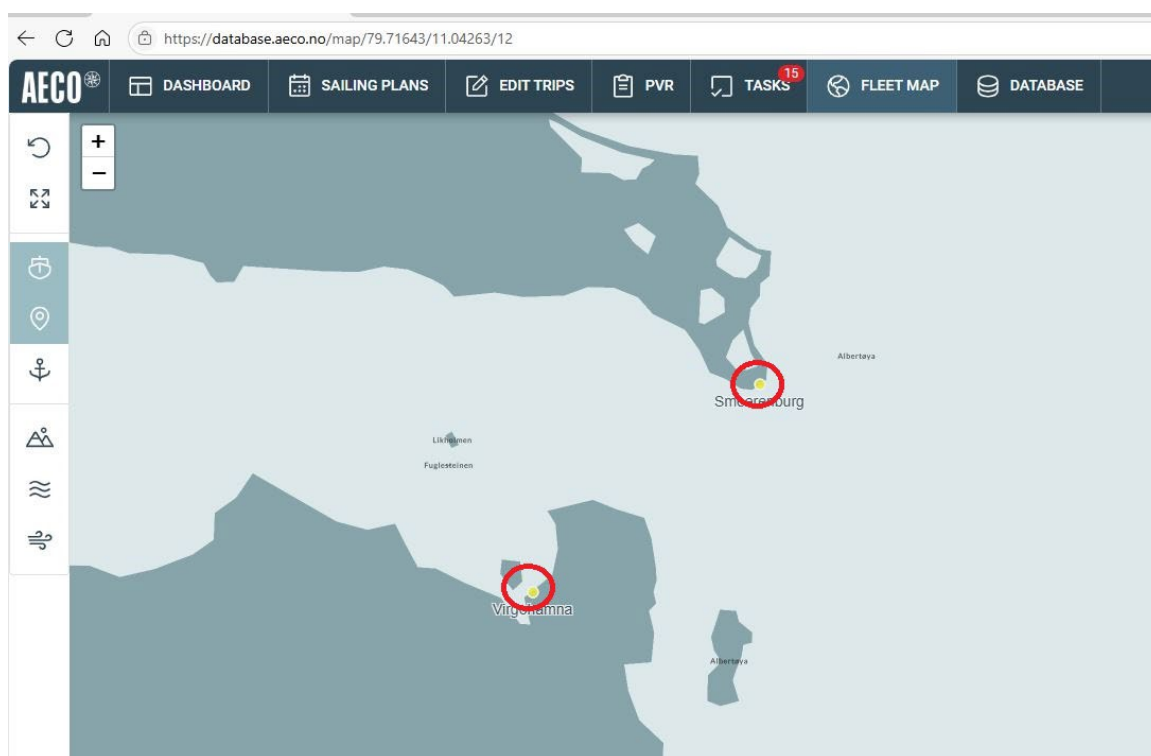 https://database.aeco.no/map/79.71643/11.04263/12
AECO® DASHBOARD SAILING PLANS EDIT TRIPS PVR TASKS 15 FLEET MAP DATABASE
+
−
Albertøya
Smeerenburg
Likholmen
Fuglesteinen
Virgohamna
Albertøya